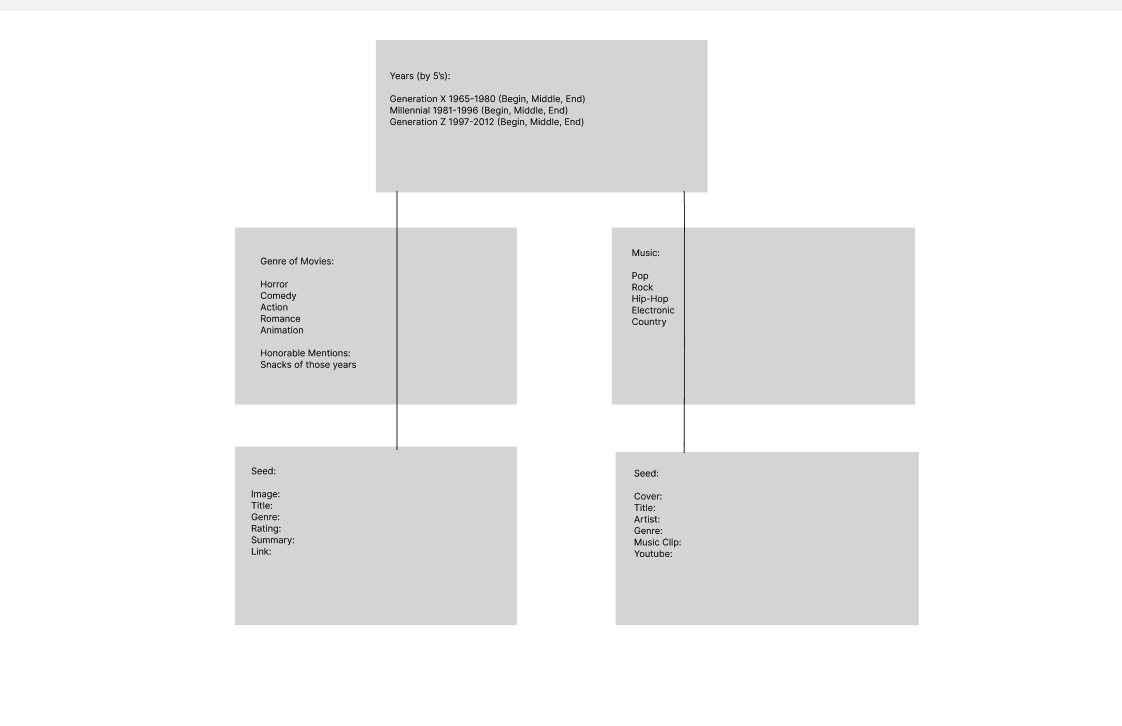 Years (by 5's):
Generation X 1965-1980 (Begin, Middle, End)
Millennial 1981-1996 (Begin, Middle, End)
Generation Z 1997-2012 (Begin, Middle, End)
Genre of Movies:
Horror
Comedy
Action
Romance
Animation
Honorable Mentions:
Snacks of those years
Music:
Pop
Rock
Hip-Hop
Electronic
Country
Seed:
Image:
Title:
Genre:
Rating:
Summary:
Link:
Seed:
Cover:
Title:
Artist:
Genre:
Music Clip:
Youtube: